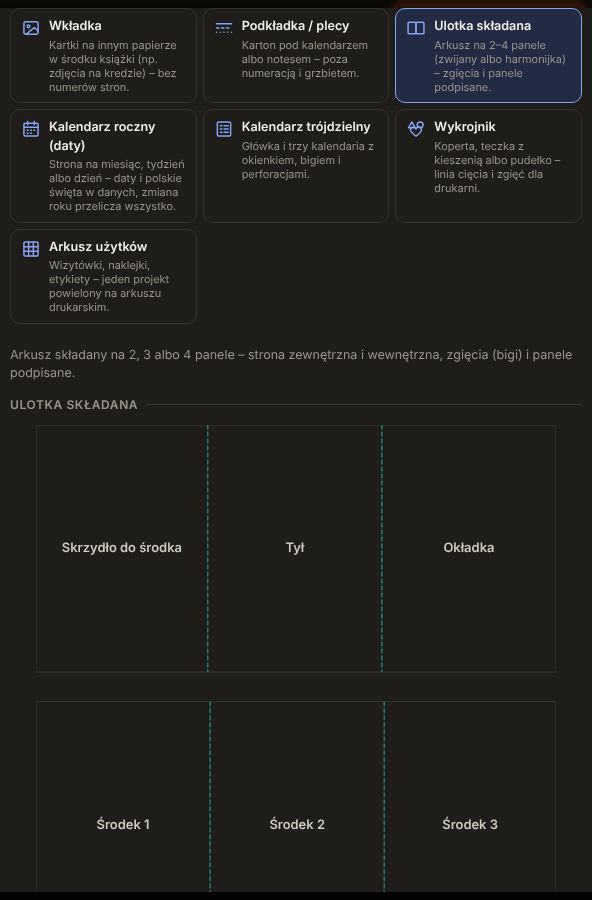 Wkładka
Kartki na innym papierze
w środku książki (np.
zdjęcia na kredzie) – bez
numerów stron.
Podkładka / plecy
Karton pod kalendarzem
albo notesem – poza
numeracją i grzbietem.
Ulotka składana
Arkusz na 2–4 panele
(zwijany albo harmonijka)
– zgięcia i panele
podpisane.
Kalendarz roczny
(daty)
Strona na miesiąc, tydzień
albo dzień – daty i polskie
święta w danych, zmiana
roku przelicza wszystko.
Kalendarz trójdzielny
Główka i trzy kalendaria z
okienkiem, bigiem i
perforacjami.
Wykrojnik
Koperta, teczka z
kieszenią albo pudełko –
linia cięcia i zgięć dla
drukarni.
Arkusz użytków
Wizytówki, naklejki,
etykiety – jeden projekt
powielony na arkuszu
drukarskim.
Arkusz składany na 2, 3 albo 4 panele – strona zewnętrzna i wewnętrzna, zgięcia (bigi) i panele
podpisane.
ULOTKA SKŁADANA
Skrzydło do środka
Tył
Okładka
Środek 1
Środek 2
Środek 3